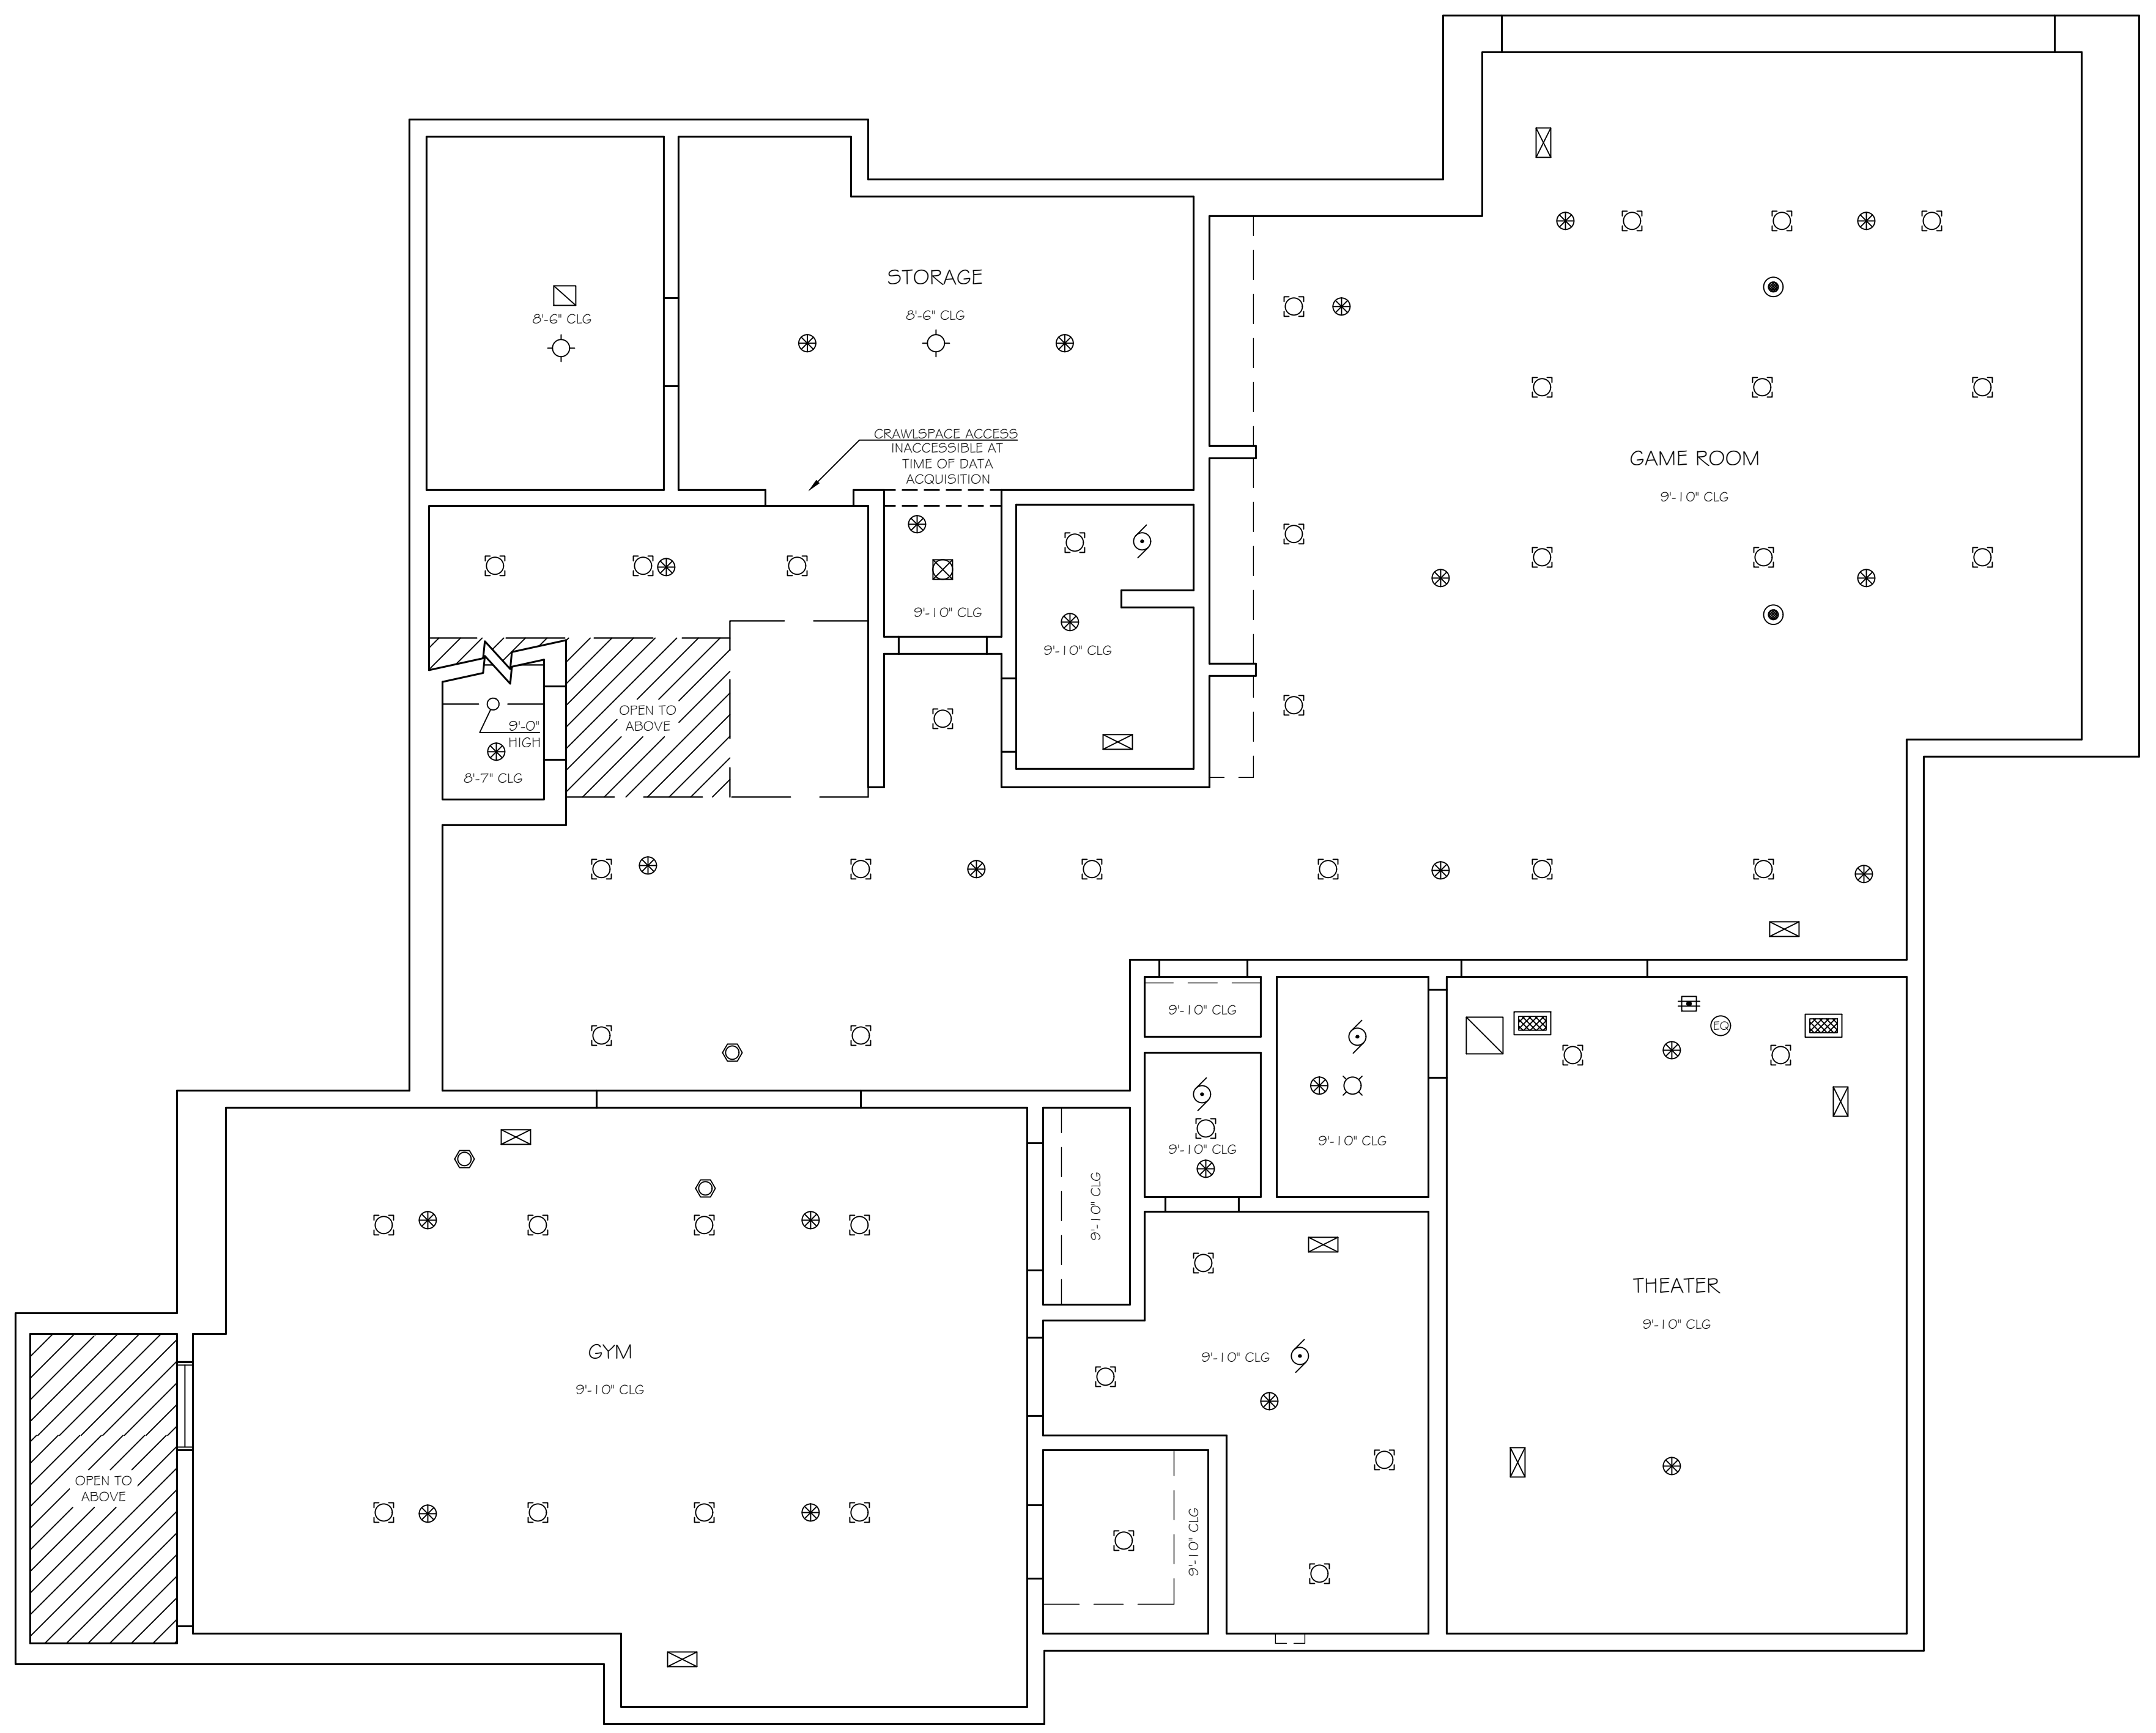 STORAGE
8'-6" CLG
8'-6" CLG
CRAWLSPACE ACCESS
INACCESSIBLE AT
TIME OF DATA
ACQUISITION
GAME ROOM
9'-10" CLG
9'-10" CLG
9'-10" CLG
OPEN TO
ABOVE
9'-0"
HIGH
8'-7" CLG
9'-10" CLG
EQ
9'-10" CLG
9'-10" CLG
9'-10" CLG
THEATER
9'-10" CLG
GYM
9'-10" CLG
9'-10" CLG
OPEN TO
ABOVE
9'-10" CLG